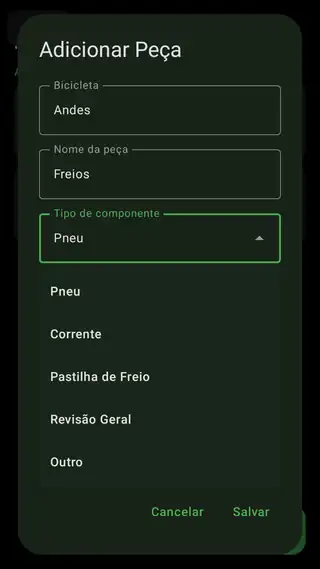 Adicionar Peça
Bicicleta
Andes
Nome da peça
Freios
Tipo de componente
Pneu
Pneu
Corrente
Pastilha de Freio
Revisão Geral
Outro
Cancelar
Salvar